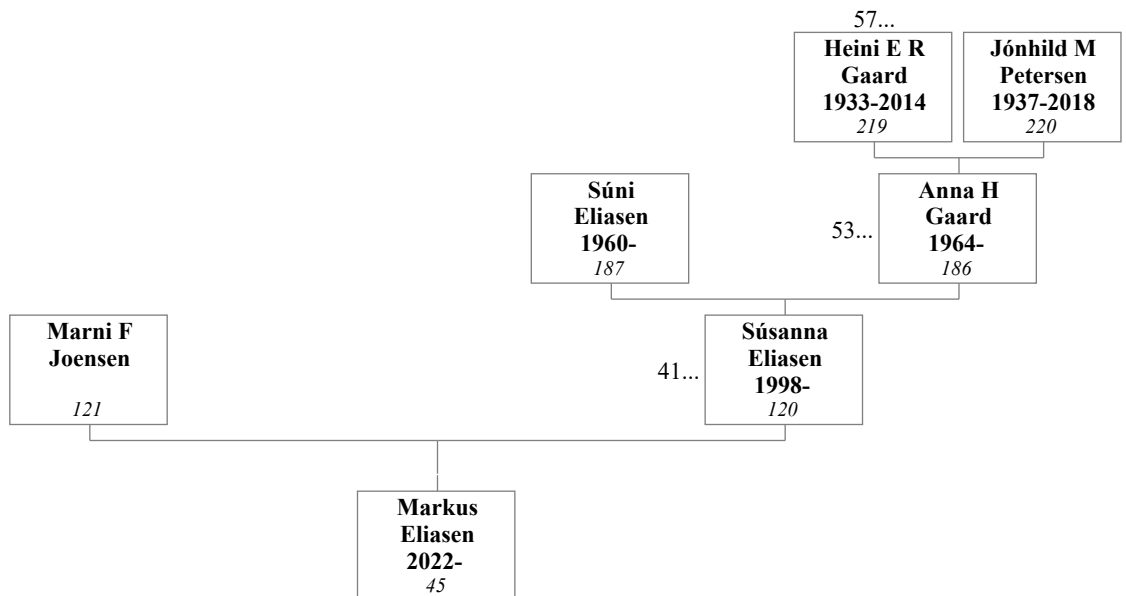 57...
Heini E R
Gaard
1933-2014
219
Jónhild M
Petersen
1937-2018
220
Súni
Eliasen
1960-
187
53...
Anna H
Gaard
1964-
186
Marni F
Joensen
121
41...
Súsanna
Eliasen
1998-
120
Markus
Eliasen
2022-
45